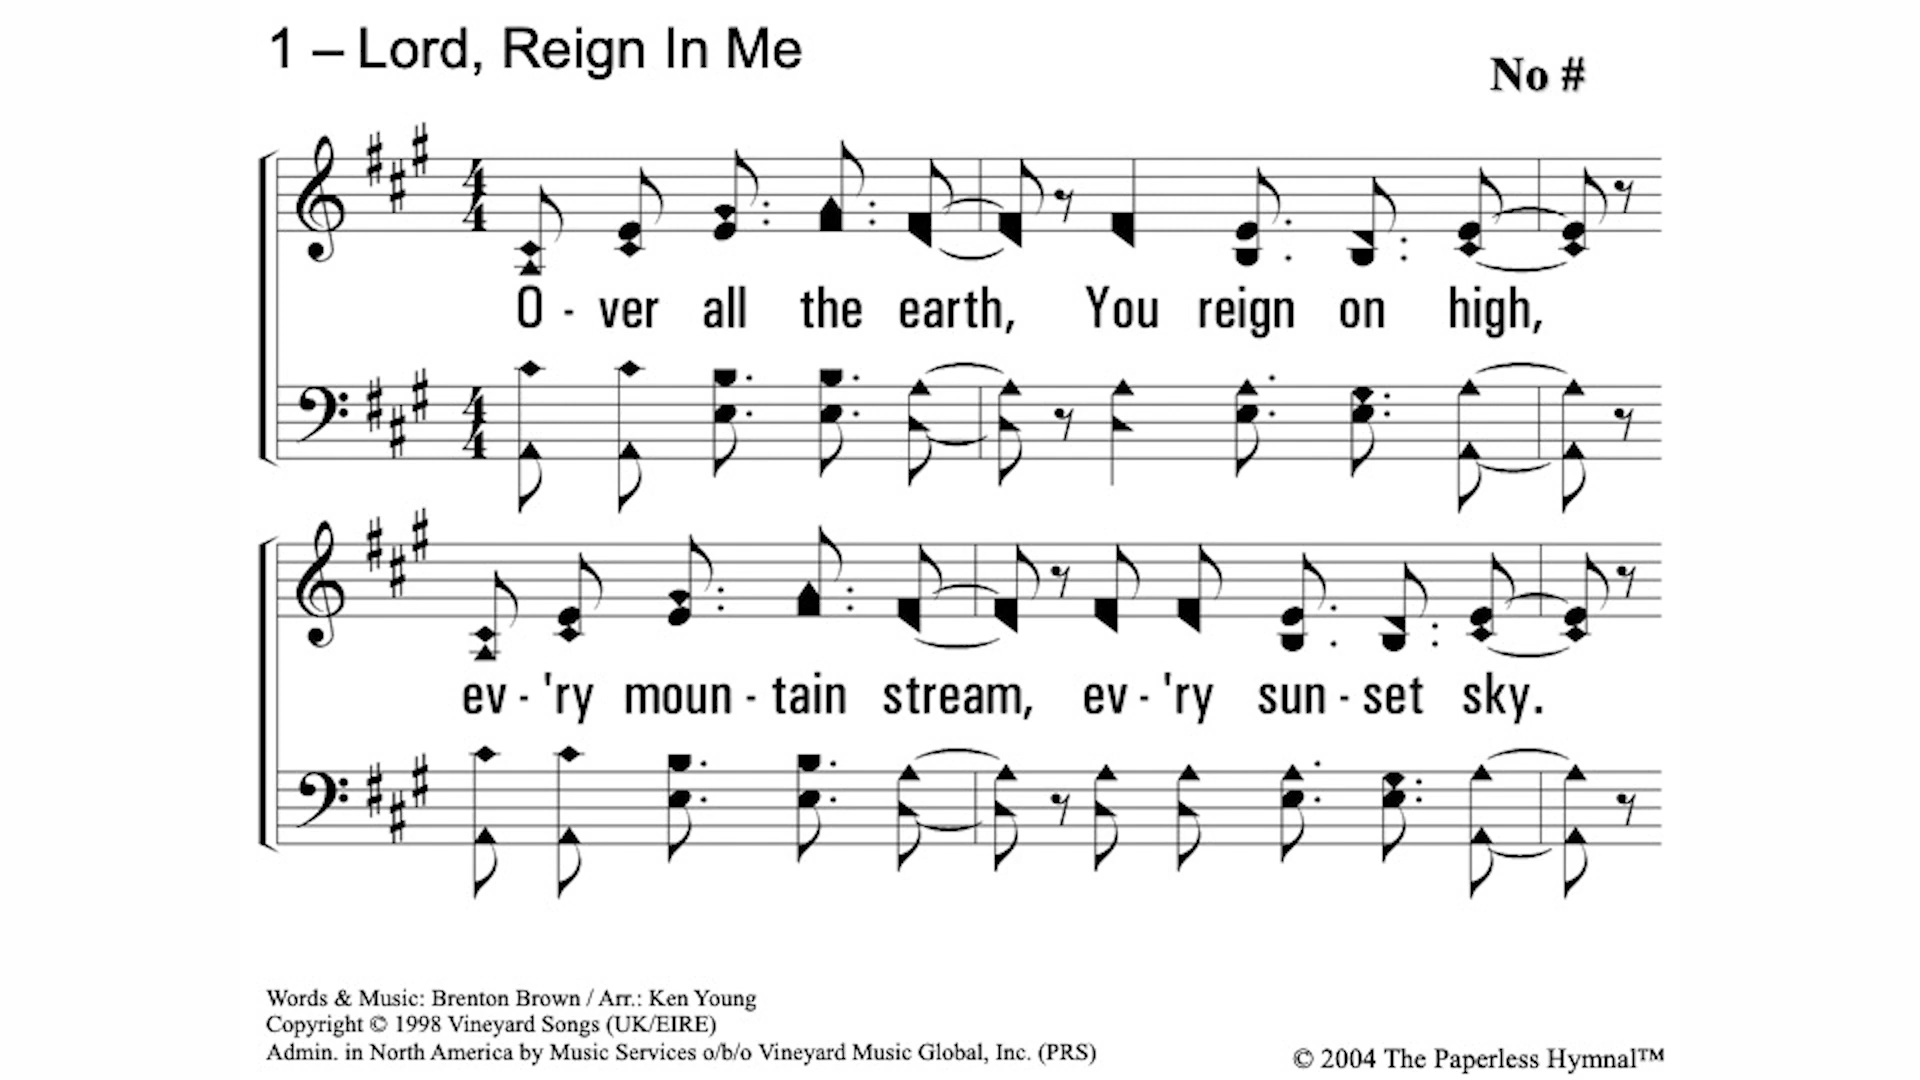 1 – Lord, Reign In Me
No #
O - ver all the earth, You reign on high,
ev - 'ry moun - tain stream, ev - 'ry sun - set sky.
Words & Music: Brenton Brown / Arr.: Ken Young
Copyright © 1998 Vineyard Songs (UK/EIRE)
Admin. in North America by Music Services o/b/o Vineyard Music Global, Inc. (PRS)
© 2004 The Paperless Hymnal™